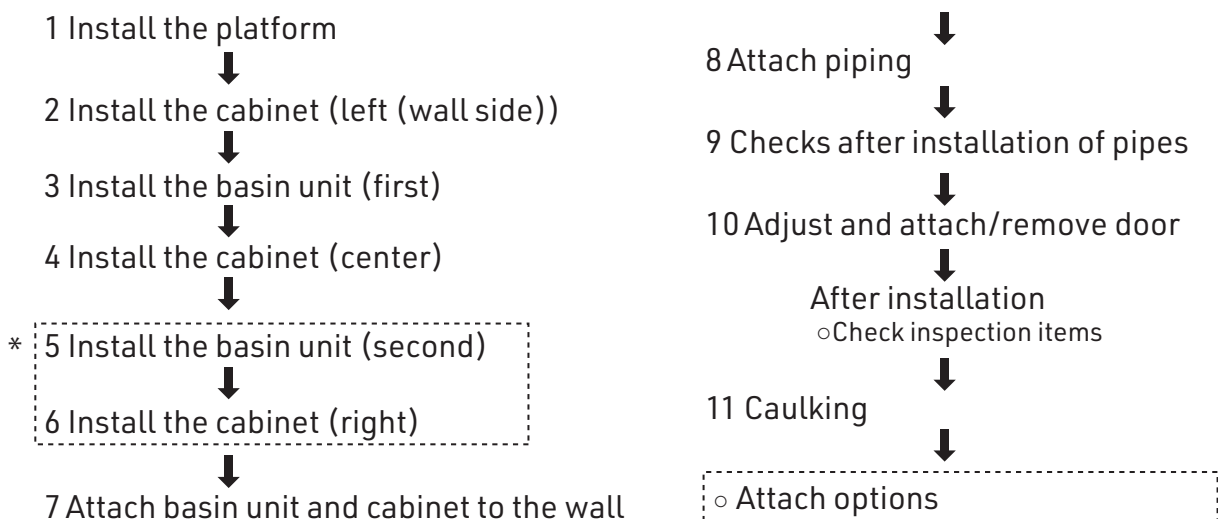 1 Install the platform
2 Install the cabinet (left (wall side))
3 Install the basin unit (first)
4 Install the cabinet (center)
* 5 Install the basin unit (second)
6 Install the cabinet (right)
7 Attach basin unit and cabinet to the wall
8 Attach piping
9 Checks after installation of pipes
10 Adjust and attach/remove door
After installation
○Check inspection items
11 Caulking
○ Attach options